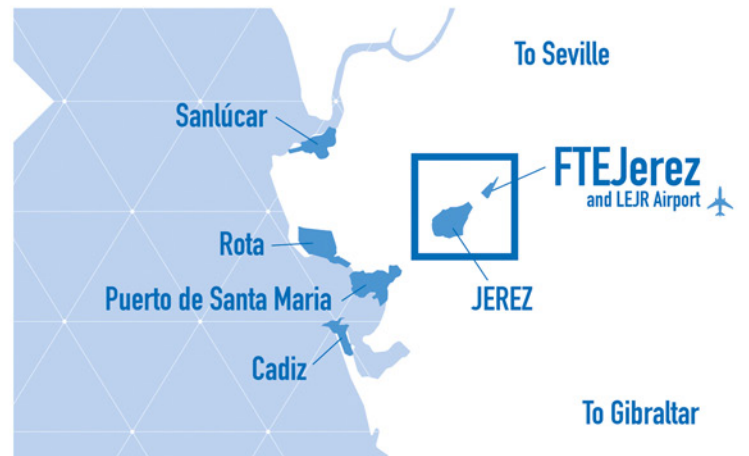 To Seville
Sanlúcar
FTEJerez
and LEJR Airport
Rota
Puerto de Santa Maria
JEREZ
Cadiz
To Gibraltar